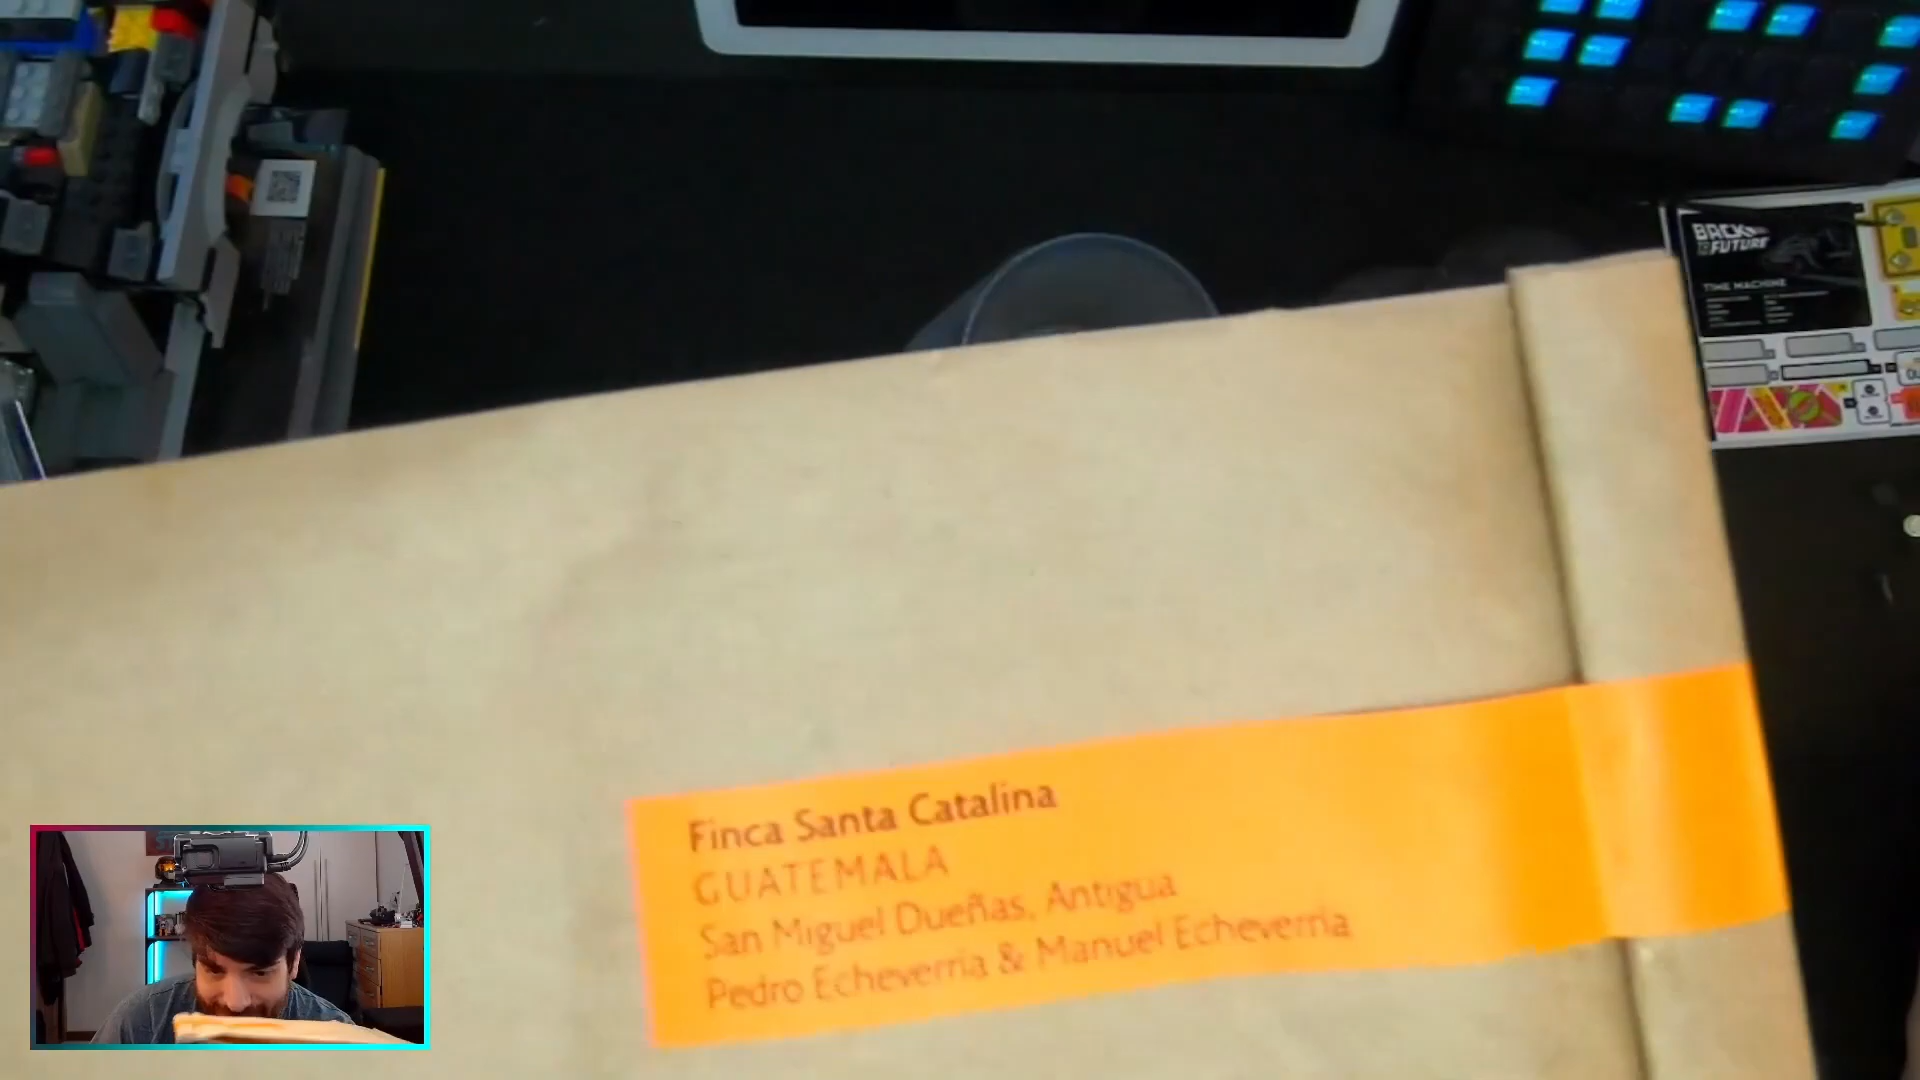 BACK TO THE FUTURE
TIME MACHINE
Finca Santa Catalina
GUATEMALA
San Miguel Dueñas, Antigua
Pedro Echeverria & Manuel Echeverria